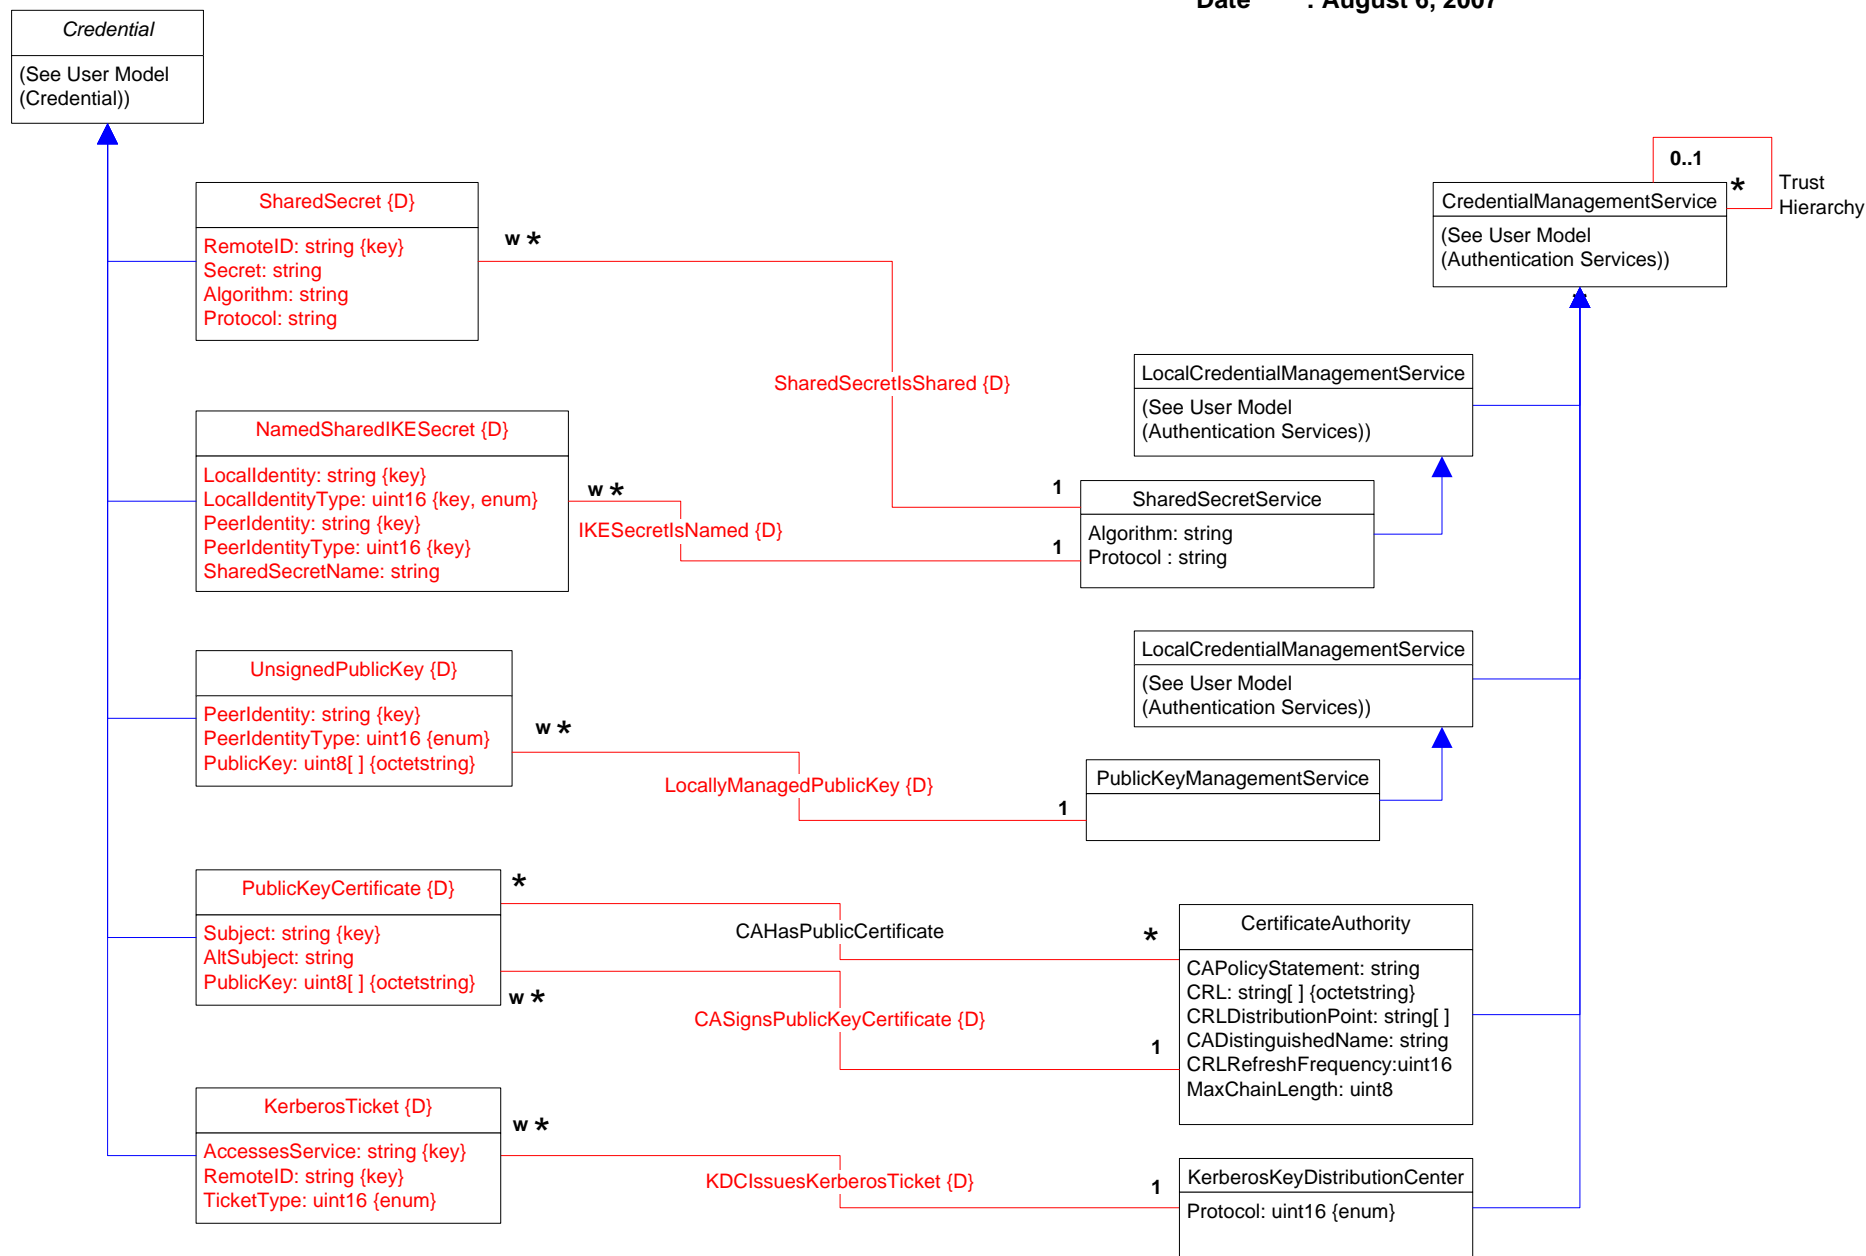 Date : August 6, 2007
Credential
(See User Model
(Credential))
0..1
*
Trust
Hierarchy
CredentialManagementService
(See User Model
(Authentication Services))
SharedSecret {D}
RemoteID: string {key}
Secret: string
Algorithm: string
Protocol: string
w *
SharedSecretIsShared {D}
LocalCredentialManagementService
(See User Model
(Authentication Services))
NamedSharedIKESecret {D}
LocalIdentity: string {key}
LocalIdentityType: uint16 {key, enum}
PeerIdentity: string {key}
PeerIdentityType: uint16 {key}
SharedSecretName: string
w *
IKESecretIsNamed {D}
1
1
SharedSecretService
Algorithm: string
Protocol : string
UnsignedPublicKey {D}
PeerIdentity: string {key}
PeerIdentityType: uint16 {enum}
PublicKey: uint8[ ] {octetstring}
w *
LocallyManagedPublicKey {D}
1
LocalCredentialManagementService
(See User Model
(Authentication Services))
PublicKeyManagementService
PublicKeyCertificate {D}
Subject: string {key}
AltSubject: string
PublicKey: uint8[ ] {octetstring}
*
CAHasPublicCertificate
*
w *
CASignsPublicKeyCertificate {D}
1
CertificateAuthority
CAPolicyStatement: string
CRL: string[ ] {octetstring}
CRLDistributionPoint: string[ ]
CADistinguishedName: string
CRLRefreshFrequency:uint16
MaxChainLength: uint8
KerberosTicket {D}
AccessesService: string {key}
RemoteID: string {key}
TicketType: uint16 {enum}
w *
KDCIssuesKerberosTicket {D}
1
KerberosKeyDistributionCenter
Protocol: uint16 {enum}